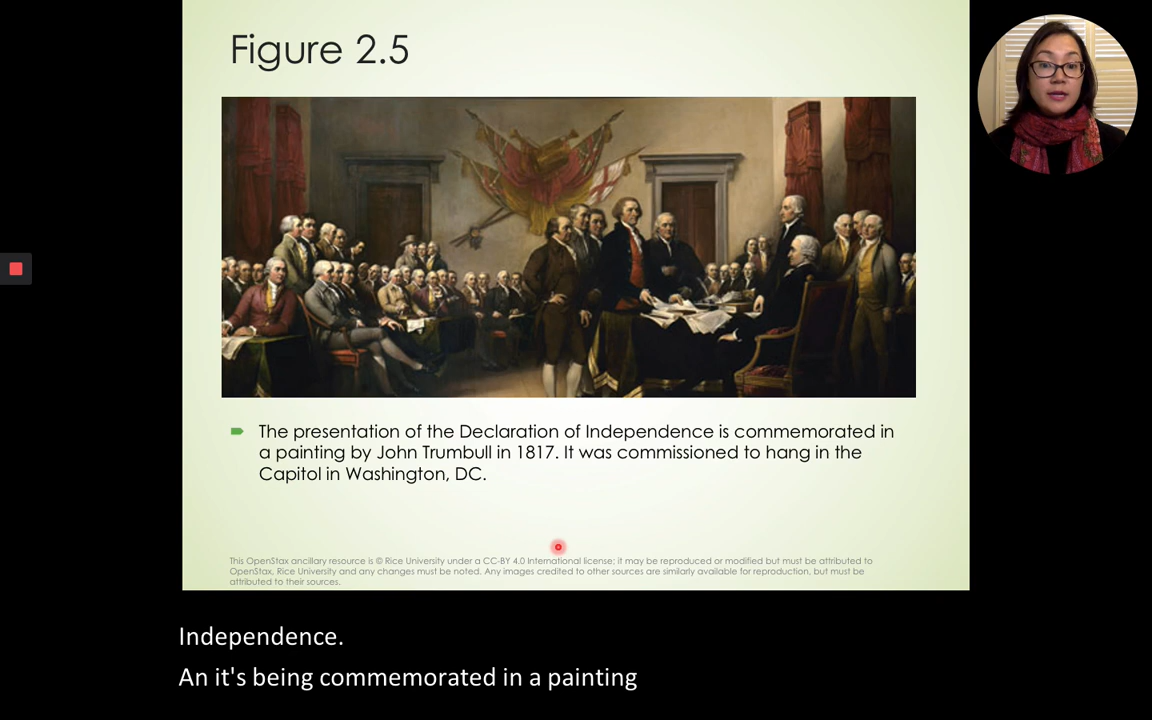 Figure 2.5
The presentation of the Declaration of Independence is commemorated in
a painting by John Trumbull in 1817. It was commissioned to hang in the
Capitol in Washington, DC.
This OpenStax ancillary resource is © Rice University under a CC-BY 4.0 International license; it may be reproduced or modified but must be attributed to
OpenStax, Rice University and any changes must be noted. Any images credited to other sources are similarly available for reproduction, but must be
attributed to their sources.
Independence.
An it's being commemorated in a painting